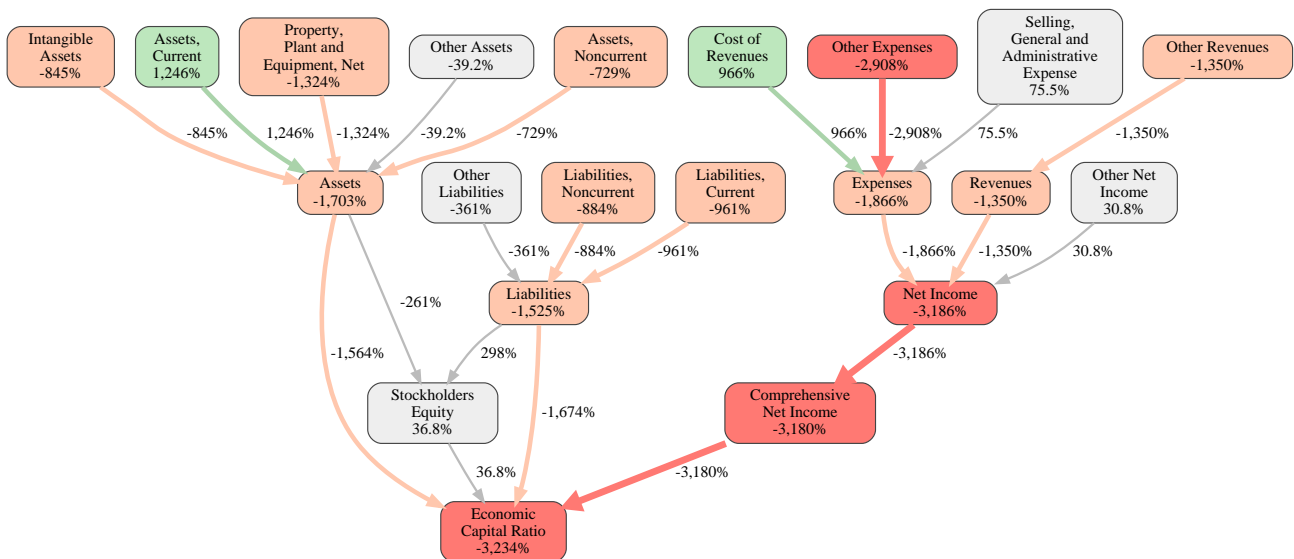 Intangible
Assets
-845%
Assets,
Current
1,246%
Property,
Plant and
Equipment, Net
-1,324%
Other Assets
-39.2%
Assets,
Noncurrent
-729%
Cost of
Revenues
966%
Other Expenses
-2,908%
Selling,
General and
Administrative
Expense
75.5%
Other Revenues
-1,350%
-845%
1,246%
-1,324%
-39.2%
-729%
966%
-2,908%
75.5%
-1,350%
Assets
-1,703%
Other
Liabilities
-361%
Liabilities,
Noncurrent
-884%
Liabilities,
Current
-961%
Expenses
-1,866%
Revenues
-1,350%
Other Net
Income
30.8%
-361%
-884%
-961%
-1,866%
-1,350%
30.8%
Liabilities
-1,525%
Net Income
-3,186%
-261%
-1,564%
298%
-3,186%
Stockholders
Equity
36.8%
-1,674%
Comprehensive
Net Income
-3,180%
36.8%
-3,180%
Economic
Capital Ratio
-3,234%